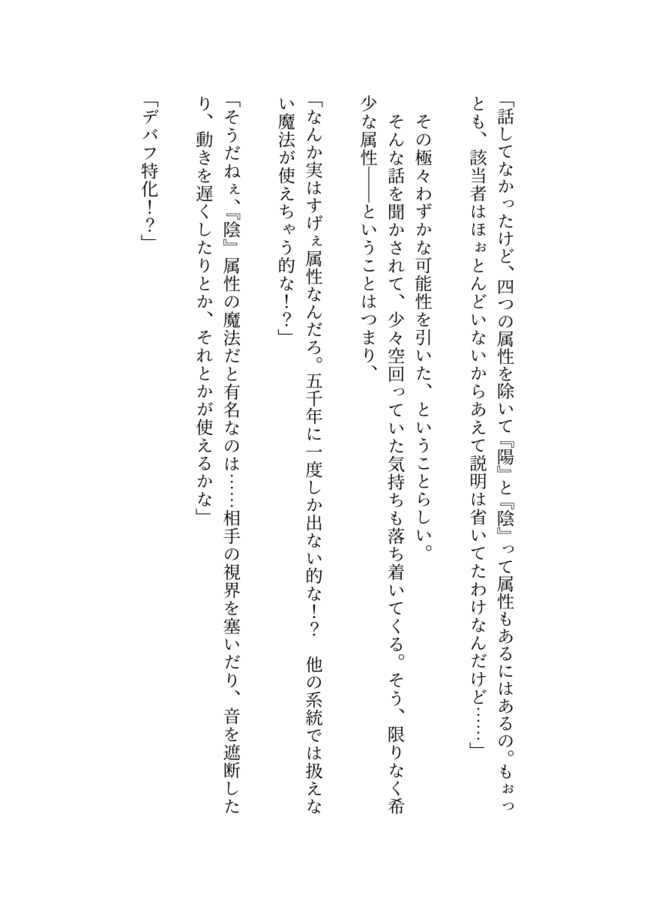 「話してなかったけど、四つの属性を除いて『陽』と『陰』って属性もあるにはあるの。もぉっ
とも、該当者はほぉとんどいないからあえて説明は省いてたわけなんだけど……」
その極々わずかな可能性を引いた、ということらしい。
そんな話を聞かされて、少々空回っていた気持ちも落ち着いてくる。そう、限りなく希
少な属性――ということはつまり、
「なんか実はすげぇ属性なんだろ。五千年に一度しか出ない的な！？　他の系統では扱えな
い魔法が使えちゃう的な！？」
「そうだねぇ、『陰』属性の魔法だと有名なのは……相手の視界を塞いだり、音を遮断した
り、動きを遅くしたりとか、それとかが使えるかな」
「デバフ特化！？」